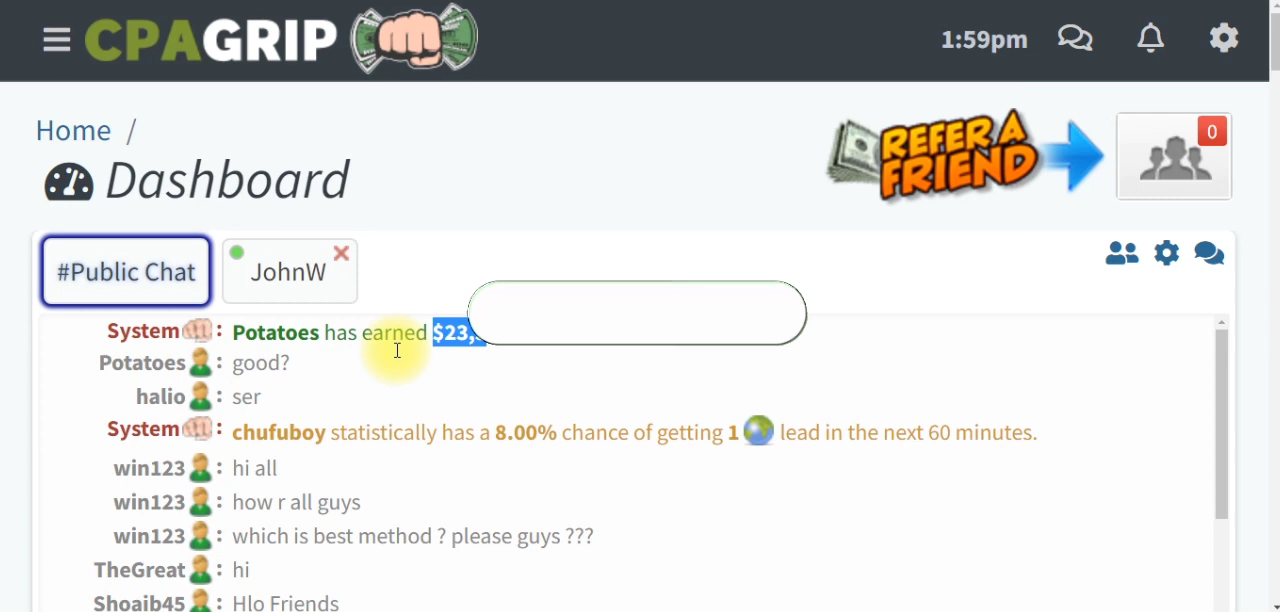 CPAGRIP
1:59pm
Home /
REFER A
FRIEND
0
Dashboard
#Public Chat
JohnW
System : Potatoes has earned
Potatoes : good?
halio : ser
System : chufuboy statistically has a 8.00% chance of getting 1 lead in the next 60 minutes.
win123 : hi all
win123 : how r all guys
win123 : which is best method ? please guys ???
TheGreat : hi
Shoaib45 : Hlo Friends